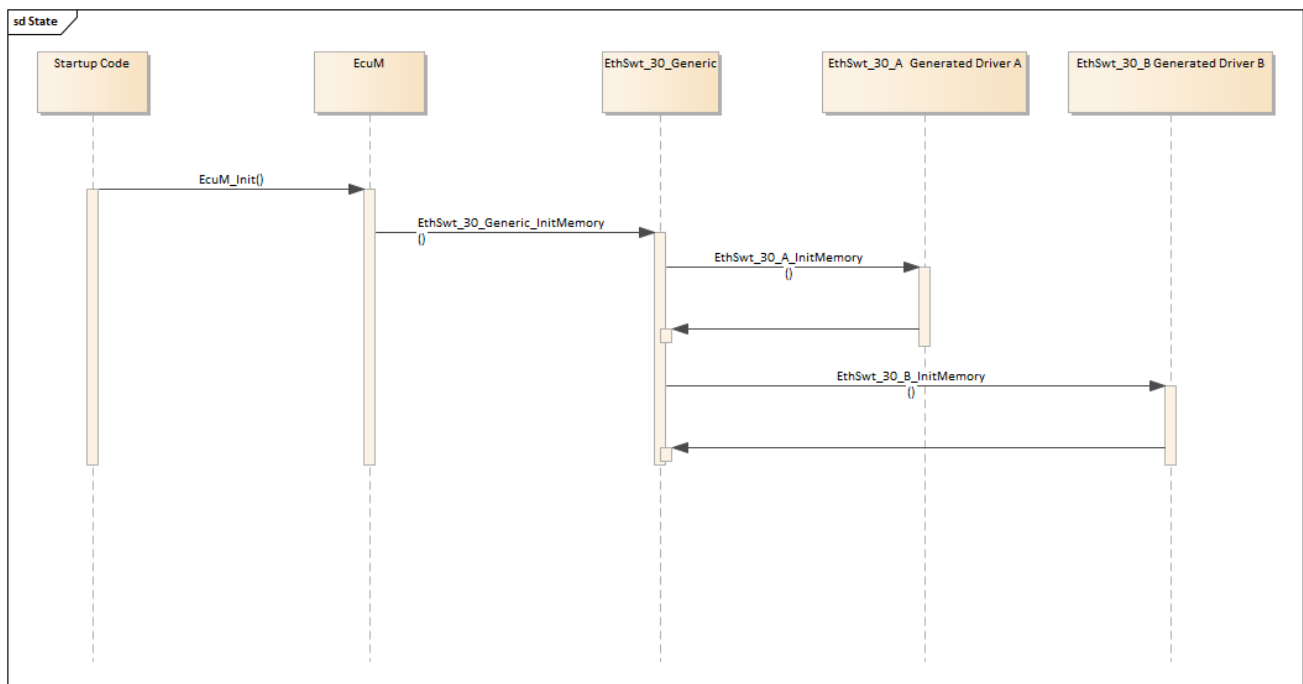 sd State
Startup Code
EcuM
EthSwt_30_Generic
EthSwt_30_A  Generated Driver A
EthSwt_30_B Generated Driver B
EcuM_Init()
EthSwt_30_Generic_InitMemory
()
EthSwt_30_A_InitMemory
()
EthSwt_30_B_InitMemory
()